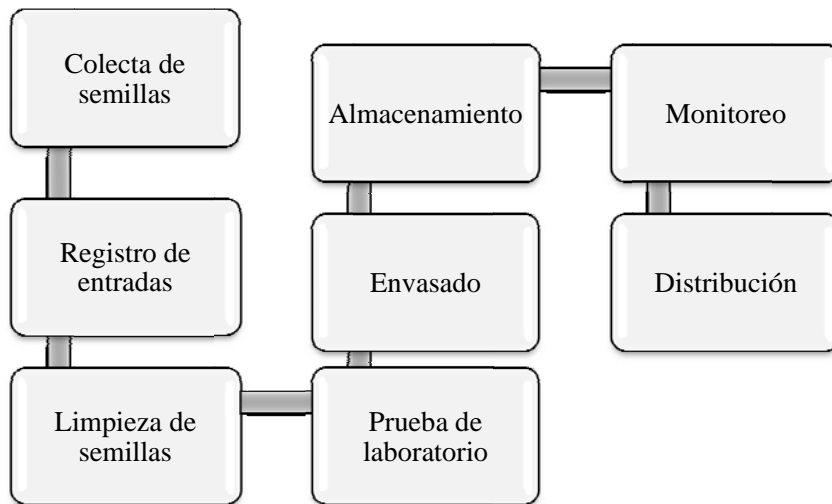 Colecta de
semillas
Registro de
entradas
Limpieza de
semillas
Prueba de
laboratorio
Envasado
Almacenamiento
Monitoreo
Distribución